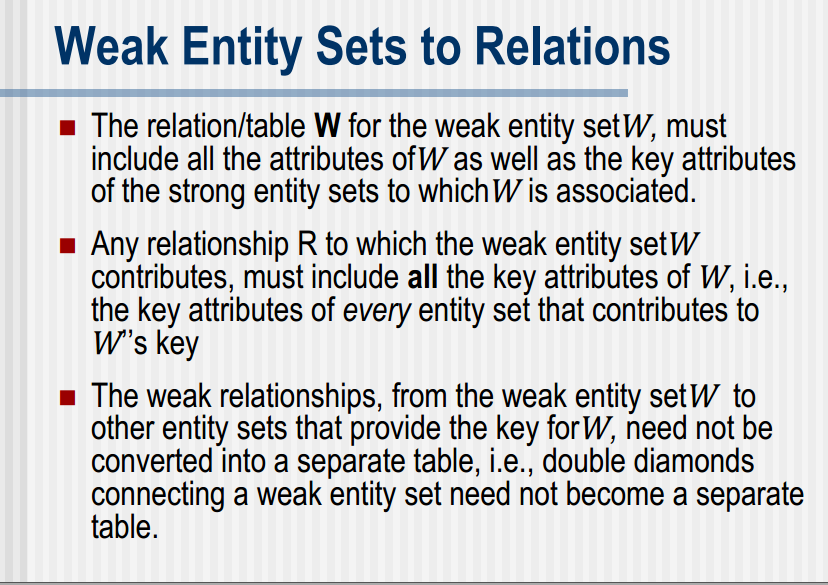 Weak Entity Sets to Relations
The relation/table W for the weak entity set W, must
include all the attributes of W as well as the key attributes
of the strong entity sets to which W is associated.
Any relationship R to which the weak entity set W
contributes, must include all the key attributes of W, i.e.,
the key attributes of every entity set that contributes to
W"s key
The weak relationships, from the weak entity set W to
other entity sets that provide the key for W, need not be
converted into a separate table, i.e., double diamonds
connecting a weak entity set need not become a separate
table.